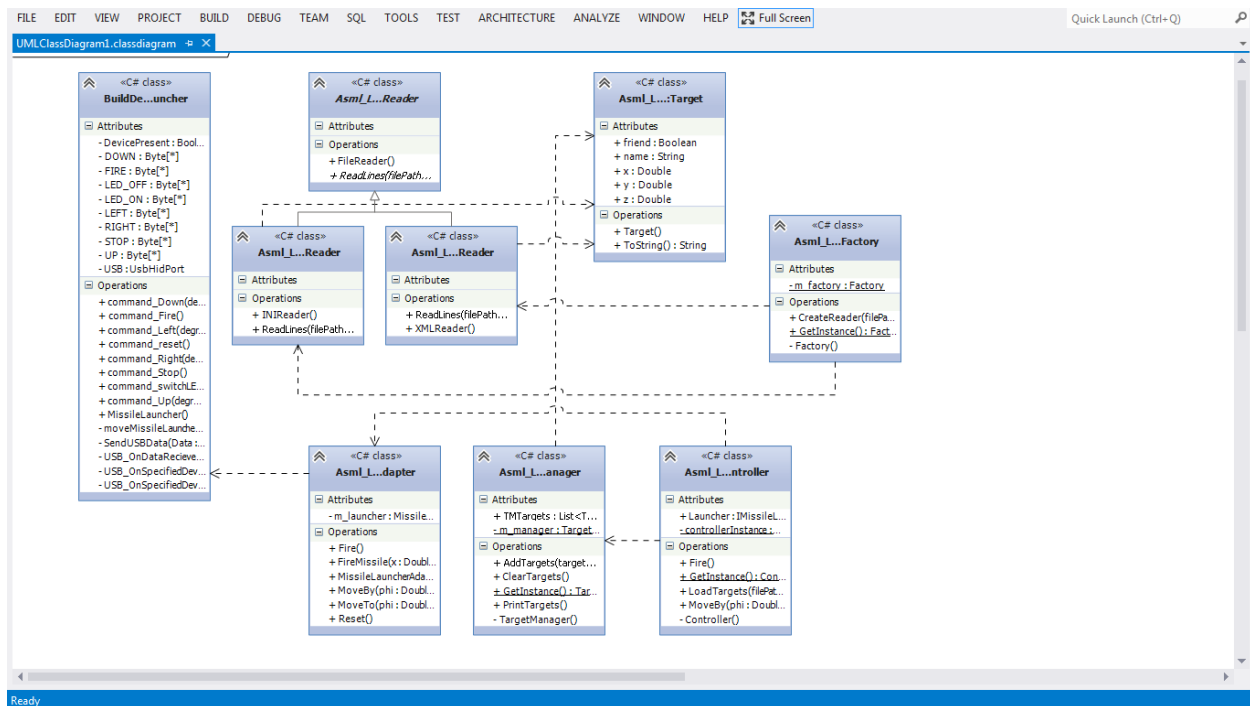 FILE EDIT VIEW PROJECT BUILD DEBUG TEAM SQL TOOLS TEST ARCHITECTURE ANALYZE WINDOW HELP Full Screen Quick Launch (Ctrl+Q)
UMLClassDiagram1.classdiagram
«C# class»
BuildDe...uncher
Attributes
- DevicePresent : Bool...
- DOWN : Byte[*]
- FIRE : Byte[*]
- LED_OFF : Byte[*]
- LED_ON : Byte[*]
- LEFT : Byte[*]
- RIGHT : Byte[*]
- STOP : Byte[*]
- UP : Byte[*]
- USB : UsbHidPort
Operations
+ command_Down(de...
+ command_Fire()
+ command_Left(degr...
+ command_reset()
+ command_Right(de...
+ command_Stop()
+ command_switchLE...
+ command_Up(degr...
+ MissileLauncher()
- moveMissileLaunche...
- SendUSBData(Data :...
- USB_OnDataRecieve...
- USB_OnSpecifiedDev...
- USB_OnSpecifiedDev...
«C# class»
Asml_L...Reader
Attributes
Operations
+ FileReader()
+ ReadLines(filePath...
«C# class»
Asml_L...:Target
Attributes
+ friend : Boolean
+ name : String
+ x : Double
+ y : Double
+ z : Double
Operations
+ Target()
+ ToString() : String
«C# class»
Asml_L...Reader
Attributes
Operations
+ INIReader()
+ ReadLines(filePath...
«C# class»
Asml_L...Reader
Attributes
Operations
+ ReadLines(filePath...
+ XMLReader()
«C# class»
Asml_L...Factory
Attributes
- m_factory : Factory
Operations
+ CreateReader(filePa...
+ GetInstance() : Fact...
- Factory()
«C# class»
Asml_L...dapter
Attributes
- m_launcher : Missile...
Operations
+ Fire()
+ FireMissile(x : Doubl...
+ MissileLauncherAda...
+ MoveBy(phi : Doubl...
+ MoveTo(phi : Doubl...
+ Reset()
«C# class»
Asml_L...anager
Attributes
+ TMTargets : List<T...
- m_manager : Target...
Operations
+ AddTargets(target...
+ ClearTargets()
+ GetInstance() : Tar...
+ PrintTargets()
- TargetManager()
«C# class»
Asml_L...ntroller
Attributes
+ Launcher : IMissileL...
- controllerInstance :...
Operations
+ Fire()
+ GetInstance() : Con...
+ LoadTargets(filePat...
+ MoveBy(phi : Doubl...
- Controller()
Ready